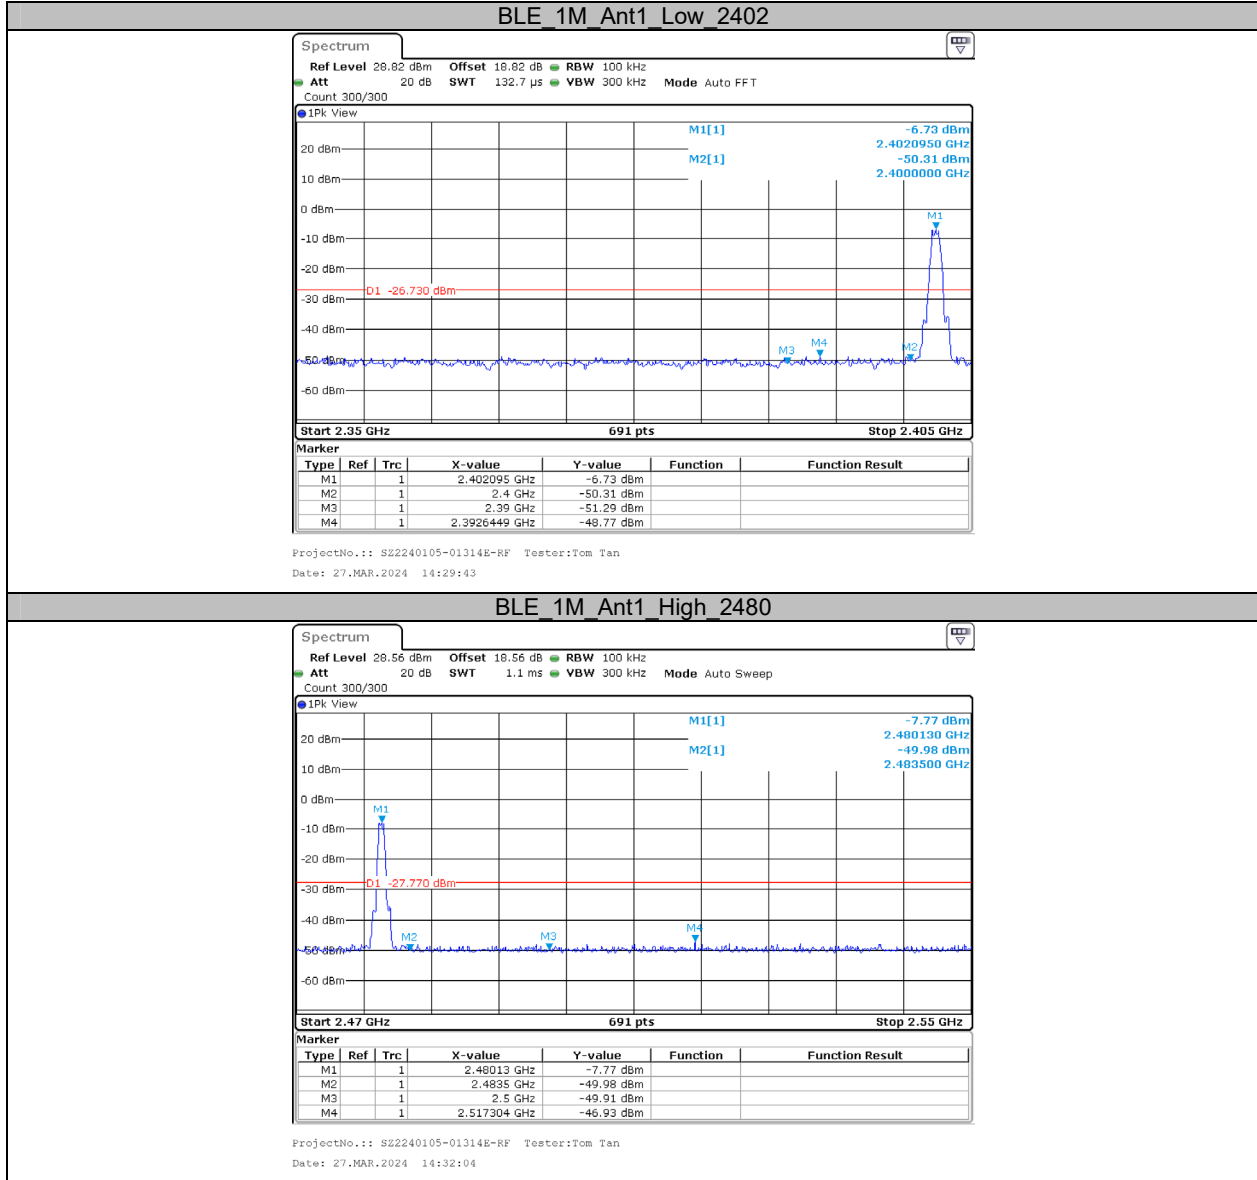 BLE_1M_Ant1_Low_2402
Spectrum
Ref Level 28.82 dBm Offset 18.82 dB RBW 100 kHz
Att 20 dB SWT 132.7 µs VBW 300 kHz Mode Auto FFT
Count 300/300
1Pk View
M1[1] -6.73 dBm
2.4020950 GHz
M2[1] -50.31 dBm
2.4000000 GHz
20 dBm
10 dBm
0 dBm
M1
-10 dBm
-20 dBm
D1 -26.730 dBm
-30 dBm
-40 dBm
M3 M4 M2
-50 dBm
-60 dBm
Start 2.35 GHz 691 pts Stop 2.405 GHz
Marker
Type Ref Trc X-value Y-value Function Function Result
M1 1 2.402095 GHz -6.73 dBm
M2 1 2.4 GHz -50.31 dBm
M3 1 2.39 GHz -51.29 dBm
M4 1 2.3926449 GHz -48.77 dBm
ProjectNo.:: SZ2240105-01314E-RF Tester:Tom Tan
Date: 27.MAR.2024 14:29:43
BLE_1M_Ant1_High_2480
Spectrum
Ref Level 28.56 dBm Offset 18.56 dB RBW 100 kHz
Att 20 dB SWT 1.1 ms VBW 300 kHz Mode Auto Sweep
Count 300/300
1Pk View
M1[1] -7.77 dBm
2.480130 GHz
M2[1] -49.98 dBm
2.483500 GHz
20 dBm
10 dBm
0 dBm
M1
-10 dBm
-20 dBm
D1 -27.770 dBm
-30 dBm
-40 dBm
M2 M3 M4
-50 dBm
-60 dBm
Start 2.47 GHz 691 pts Stop 2.55 GHz
Marker
Type Ref Trc X-value Y-value Function Function Result
M1 1 2.48013 GHz -7.77 dBm
M2 1 2.4835 GHz -49.98 dBm
M3 1 2.5 GHz -49.91 dBm
M4 1 2.517304 GHz -46.93 dBm
ProjectNo.:: SZ2240105-01314E-RF Tester:Tom Tan
Date: 27.MAR.2024 14:32:04